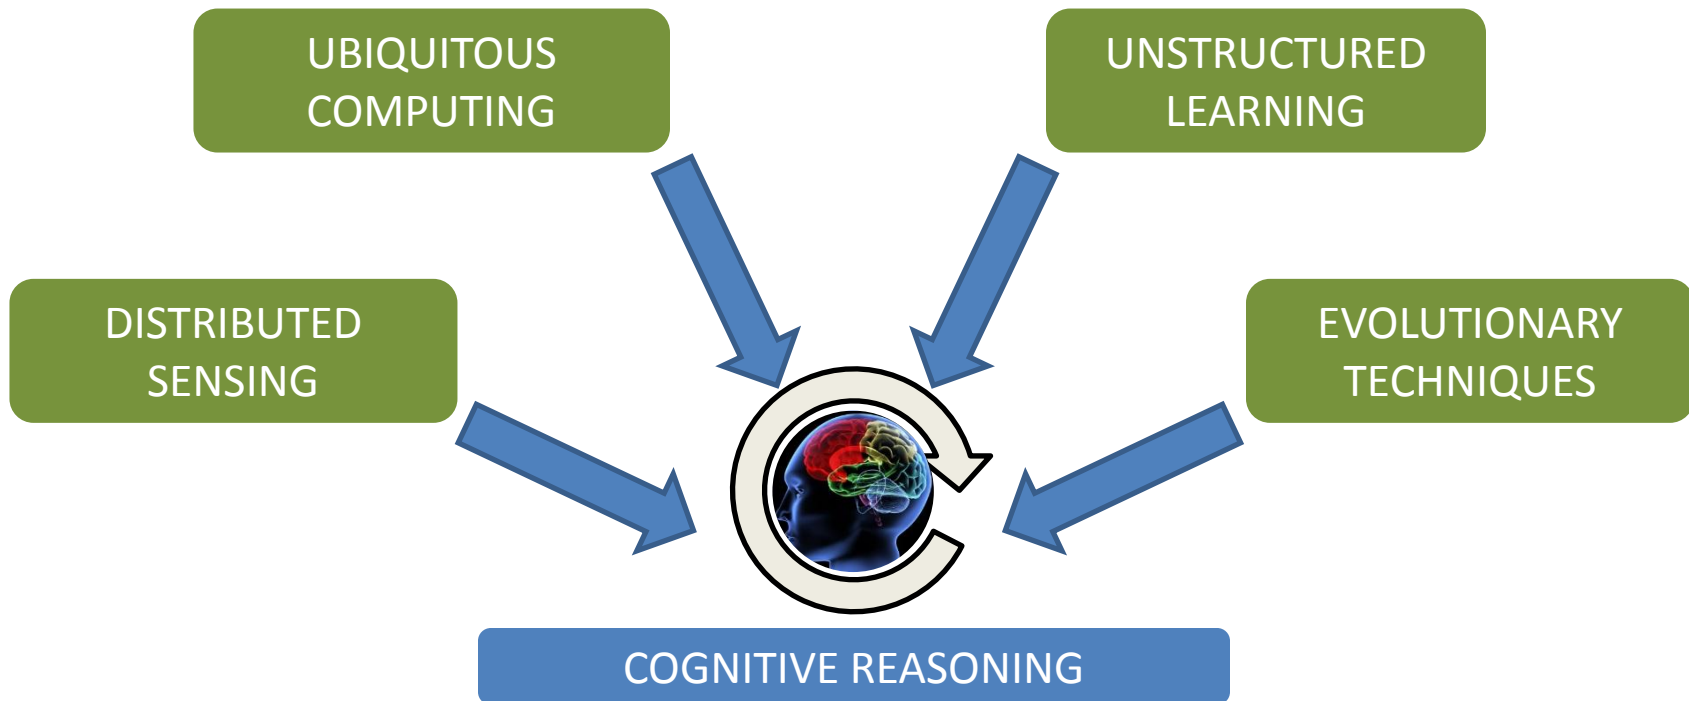 UBIQUITOUS
COMPUTING
UNSTRUCTURED
LEARNING
DISTRIBUTED
SENSING
EVOLUTIONARY
TECHNIQUES
COGNITIVE REASONING